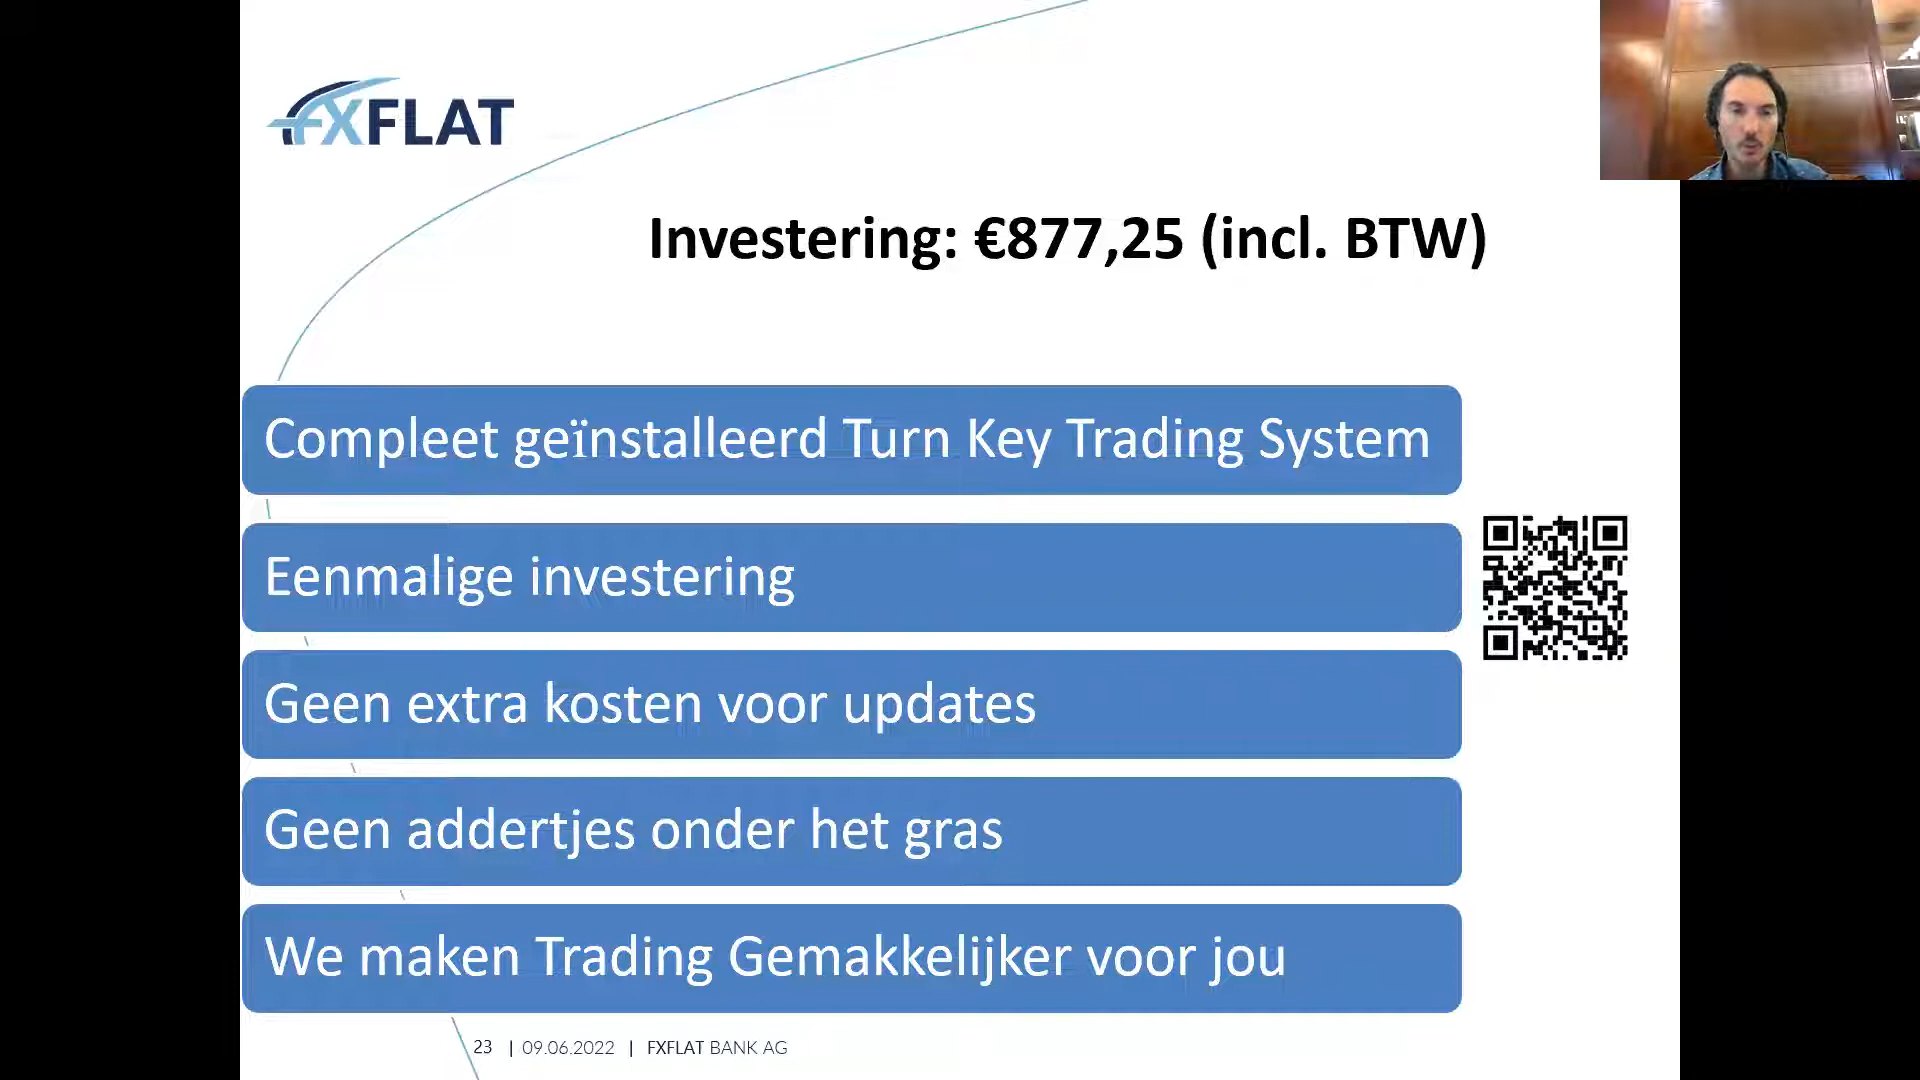 FXFLAT
Investering: €877,25 (incl. BTW)
Compleet geïnstalleerd Turn Key Trading System
Eenmalige investering
Geen extra kosten voor updates
Geen addertjes onder het gras
We maken Trading Gemakkelijker voor jou
23 | 09.06.2022 | FXFLAT BANK AG